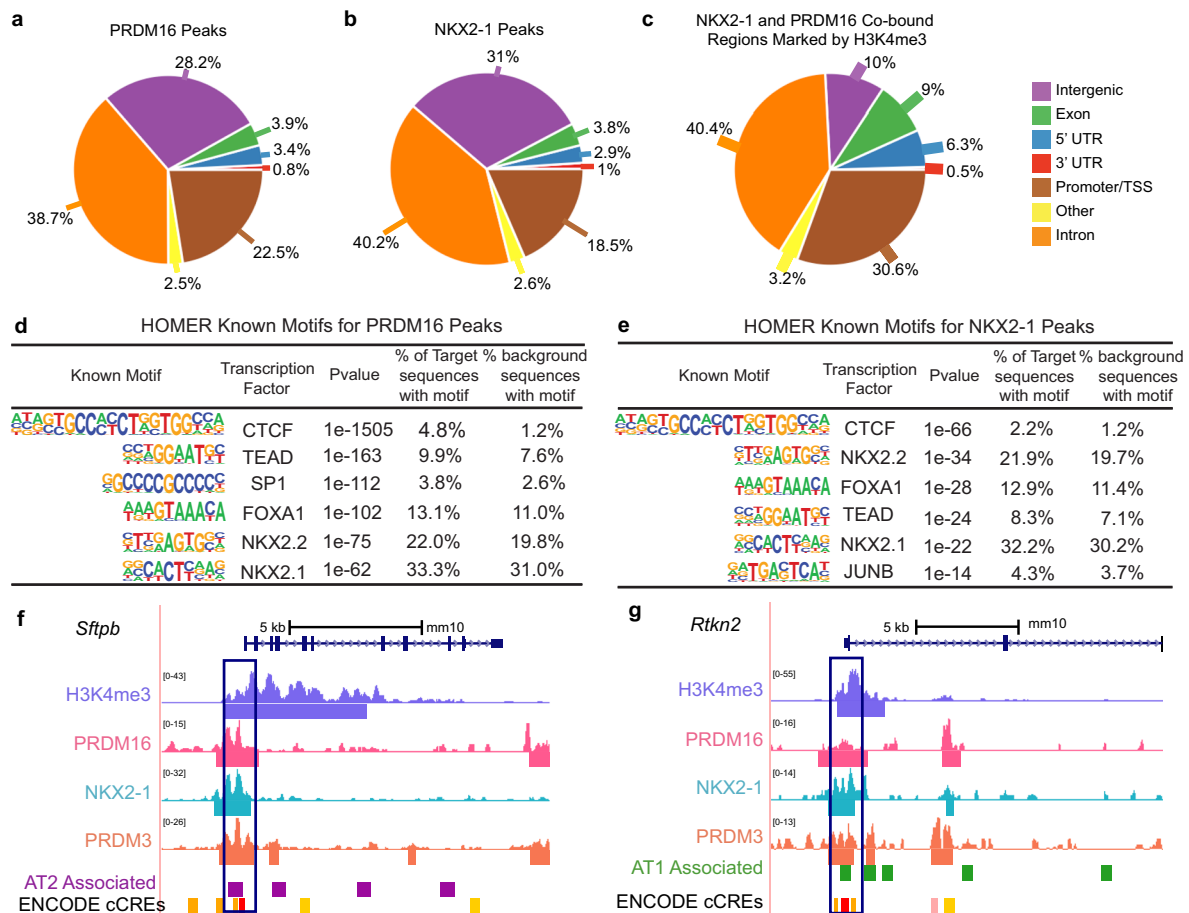 a
PRDM16 Peaks
28.2%
3.9%
3.4%
0.8%
22.5%
2.5%
38.7%
b
NKX2-1 Peaks
31%
3.8%
2.9%
1%
18.5%
2.6%
40.2%
c
NKX2-1 and PRDM16 Co-bound
Regions Marked by H3K4me3
10%
9%
6.3%
0.5%
30.6%
3.2%
40.4%
Intergenic
Exon
5' UTR
3' UTR
Promoter/TSS
Other
Intron
d
HOMER Known Motifs for PRDM16 Peaks
Known Motif
Transcription
Factor
Pvalue
% of Target
sequences
with motif
% background
sequences
with motif
CTCF 1e-1505 4.8% 1.2%
TEAD 1e-163 9.9% 7.6%
SP1 1e-112 3.8% 2.6%
FOXA1 1e-102 13.1% 11.0%
NKX2.2 1e-75 22.0% 19.8%
NKX2.1 1e-62 33.3% 31.0%
e
HOMER Known Motifs for NKX2-1 Peaks
Known Motif
Transcription
Factor
Pvalue
% of Target
sequences
with motif
% background
sequences
with motif
CTCF 1e-66 2.2% 1.2%
NKX2.2 1e-34 21.9% 19.7%
FOXA1 1e-28 12.9% 11.4%
TEAD 1e-24 8.3% 7.1%
NKX2.1 1e-22 32.2% 30.2%
JUNB 1e-14 4.3% 3.7%
f
Sftpb
5 kb
mm10
[0-43]
H3K4me3
[0-15]
PRDM16
[0-32]
NKX2-1
[0-26]
PRDM3
AT2 Associated
ENCODE cCREs
g
Rtkn2
5 kb
mm10
[0-55]
H3K4me3
[0-16]
PRDM16
[0-14]
NKX2-1
[0-13]
PRDM3
AT1 Associated
ENCODE cCREs